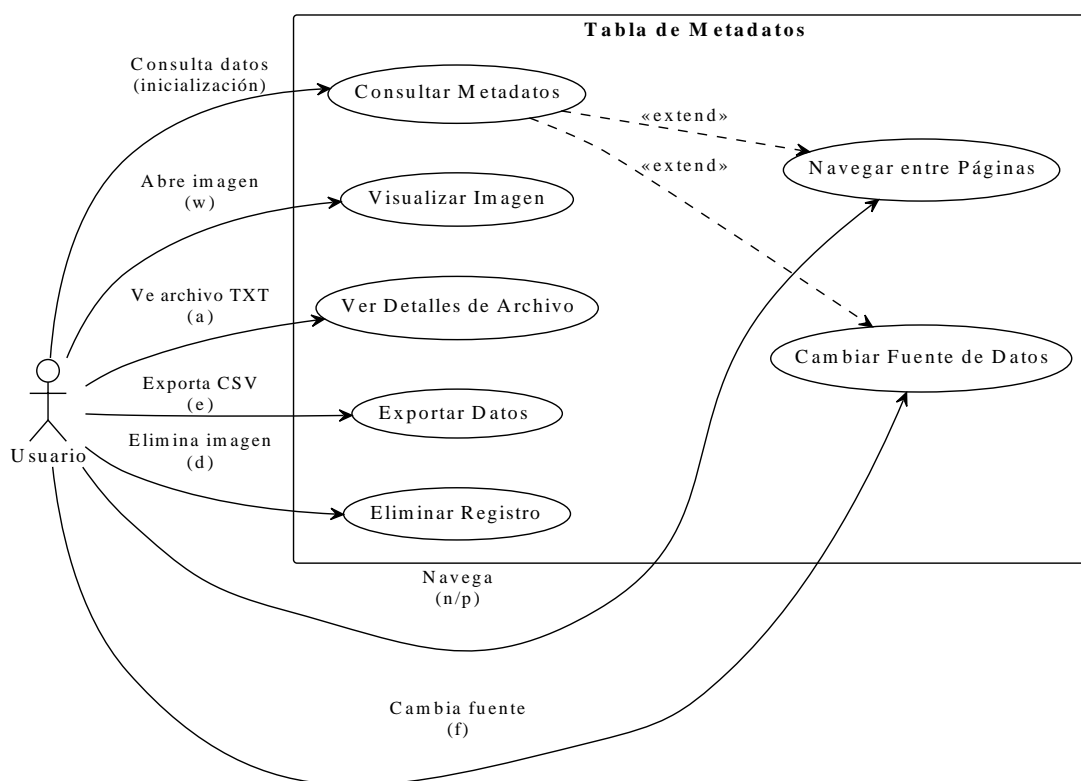 Tabla de Metadatos
Consulta datos
(inicialización)
Consultar Metadatos
«extend»
«extend»
Navegar entre Páginas
Abre imagen
(w)
Visualizar Imagen
Ve archivo TXT
(a)
Ver Detalles de Archivo
Cambiar Fuente de Datos
Exporta CSV
(e)
Exportar Datos
Elimina imagen
(d)
Usuario
Eliminar Registro
Navega
(n/p)
Cambia fuente
(f)